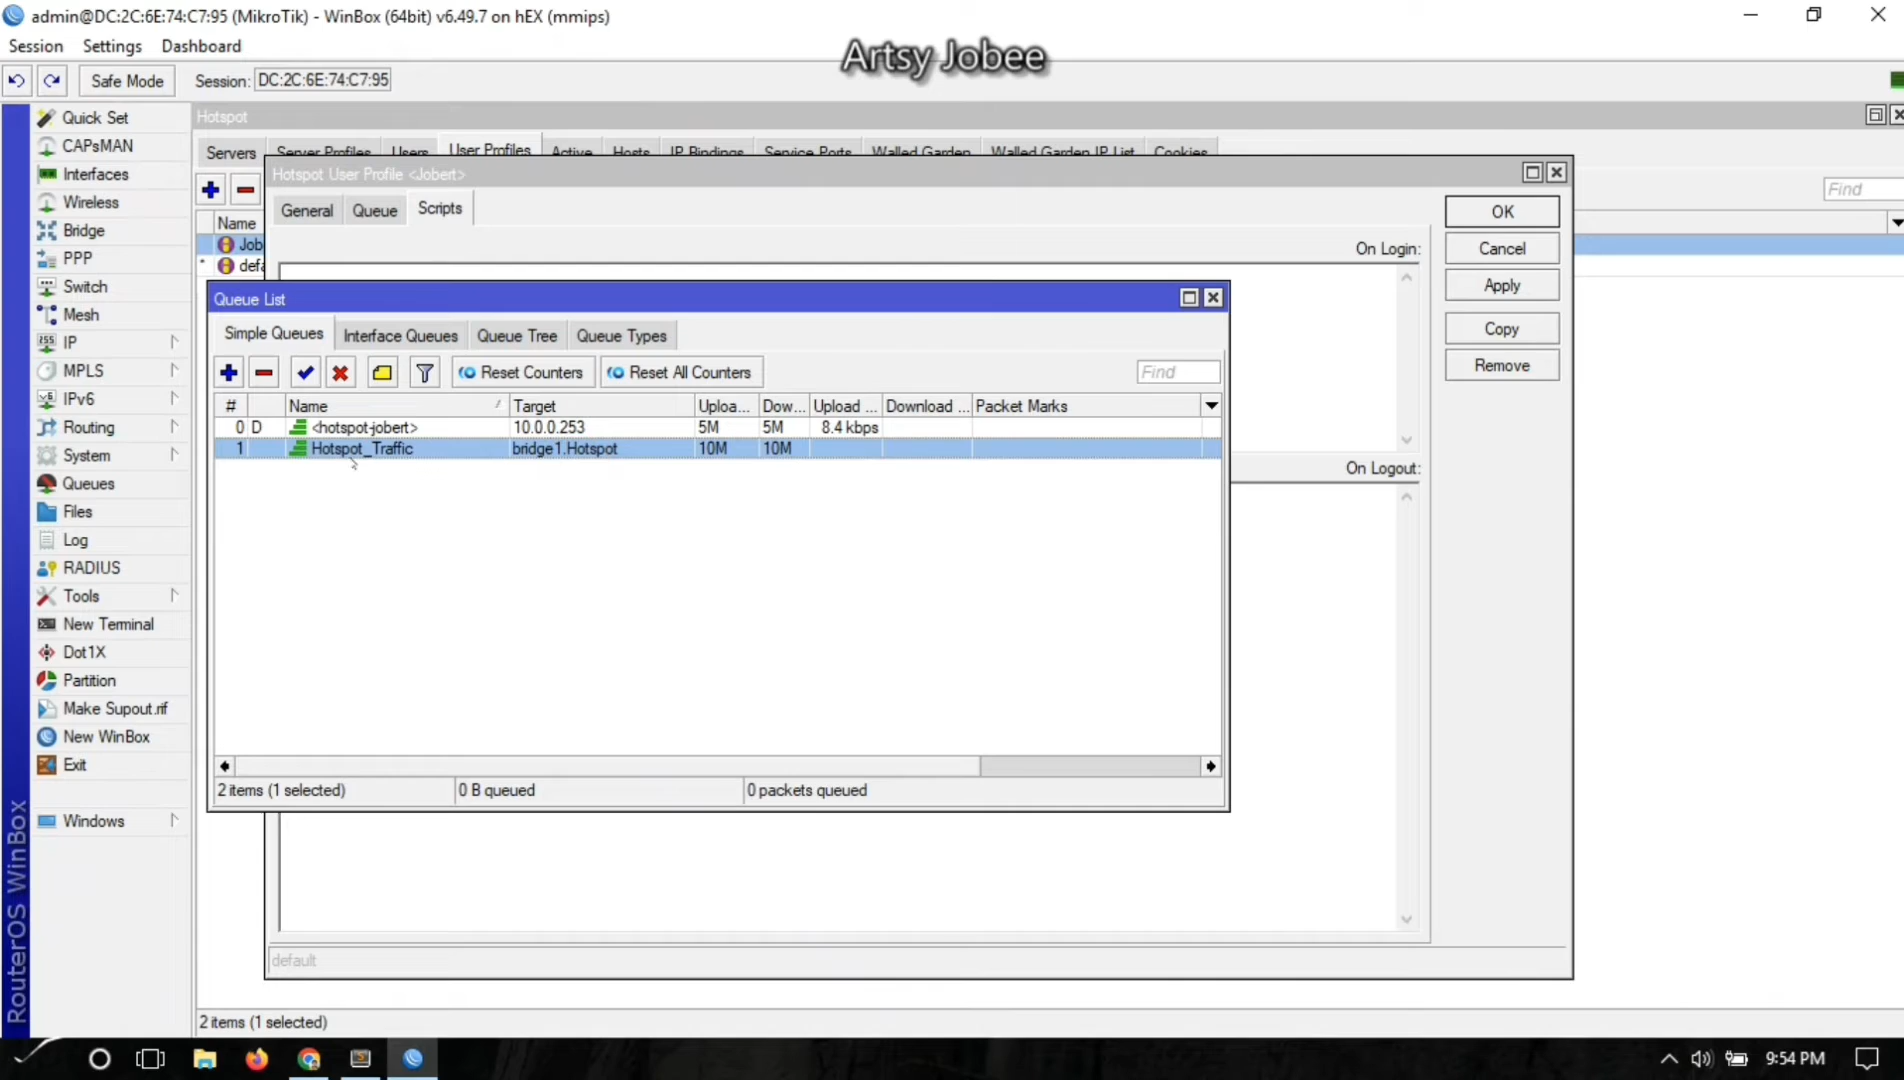 admin@DC:2C:6E:74:C7:95 (MikroTik) - WinBox (64bit) v6.49.7 on hEX (mmips)
Session Settings Dashboard
Artsy Jobee
Safe Mode Session: DC:2C:6E:74:C7:95
Quick Set
CAPsMAN
Interfaces
Wireless
Bridge
PPP
Switch
Mesh
IP
MPLS
IPv6
Routing
System
Queues
Files
Log
RADIUS
Tools
New Terminal
Dot1X
Partition
Make Supout.rif
New WinBox
Exit
Windows
RouterOS WinBox
Hotspot
Servers Server Profiles Users User Profiles Active Hosts IP Bindings Service Ports Walled Garden Walled Garden IP List Cookies
Find
Name
Job
* defa
Hotspot User Profile <Jobert>
General Queue Scripts
On Login:
On Logout:
OK
Cancel
Apply
Copy
Remove
Queue List
Simple Queues Interface Queues Queue Tree Queue Types
Reset Counters Reset All Counters Find
# Name Target Uploa... Dow... Upload ... Download ... Packet Marks
0 D <hotspot-jobert> 10.0.0.253 5M 5M 8.4 kbps
1 Hotspot_Traffic bridge1.Hotspot 10M 10M
2 items (1 selected) 0 B queued 0 packets queued
default
2 items (1 selected)
9:54 PM